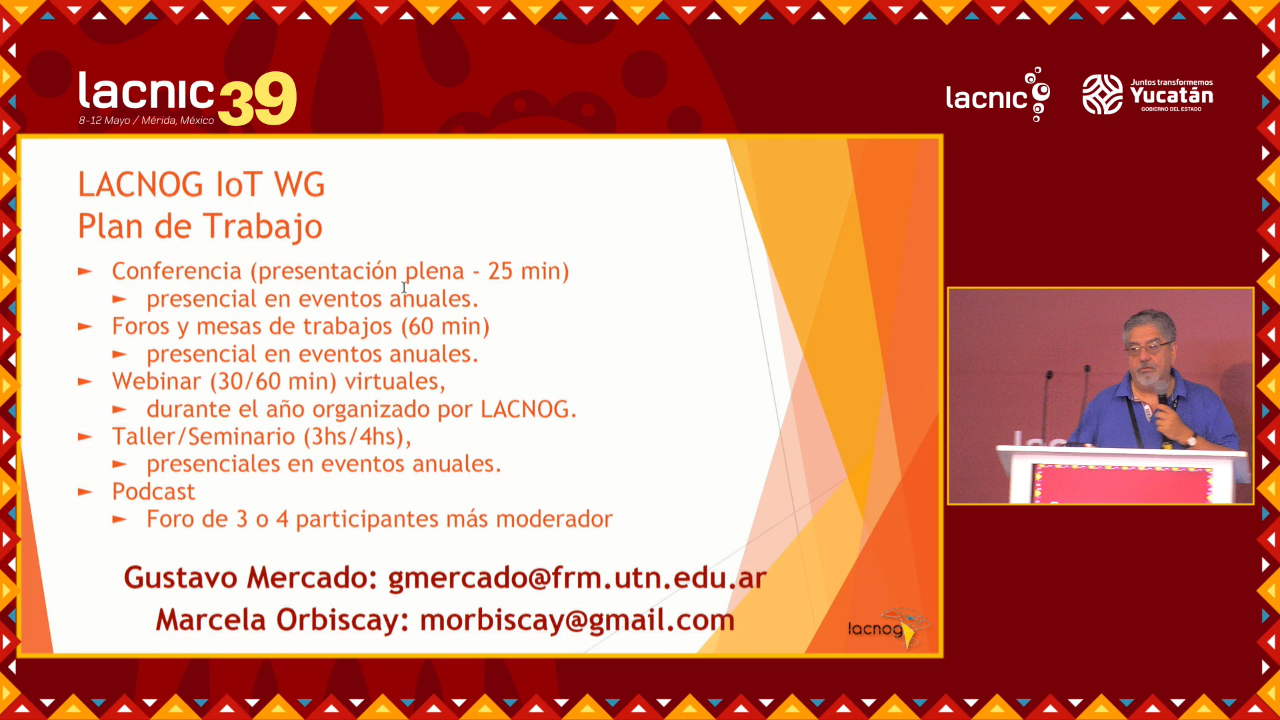 lacnic 39
8-12 Mayo / Mérida, México
lacnic
Juntos transformemos
Yucatán
GOBIERNO DEL ESTADO
LACNOG IoT WG
Plan de Trabajo
► Conferencia (presentación plena - 25 min)
► presencial en eventos anuales.
► Foros y mesas de trabajos (60 min)
► presencial en eventos anuales.
► Webinar (30/60 min) virtuales,
► durante el año organizado por LACNOG.
► Taller/Seminario (3hs/4hs),
► presenciales en eventos anuales.
► Podcast
► Foro de 3 o 4 participantes más moderador
Gustavo Mercado: gmercado@frm.utn.edu.ar
Marcela Orbiscay: morbiscay@gmail.com
lacnog